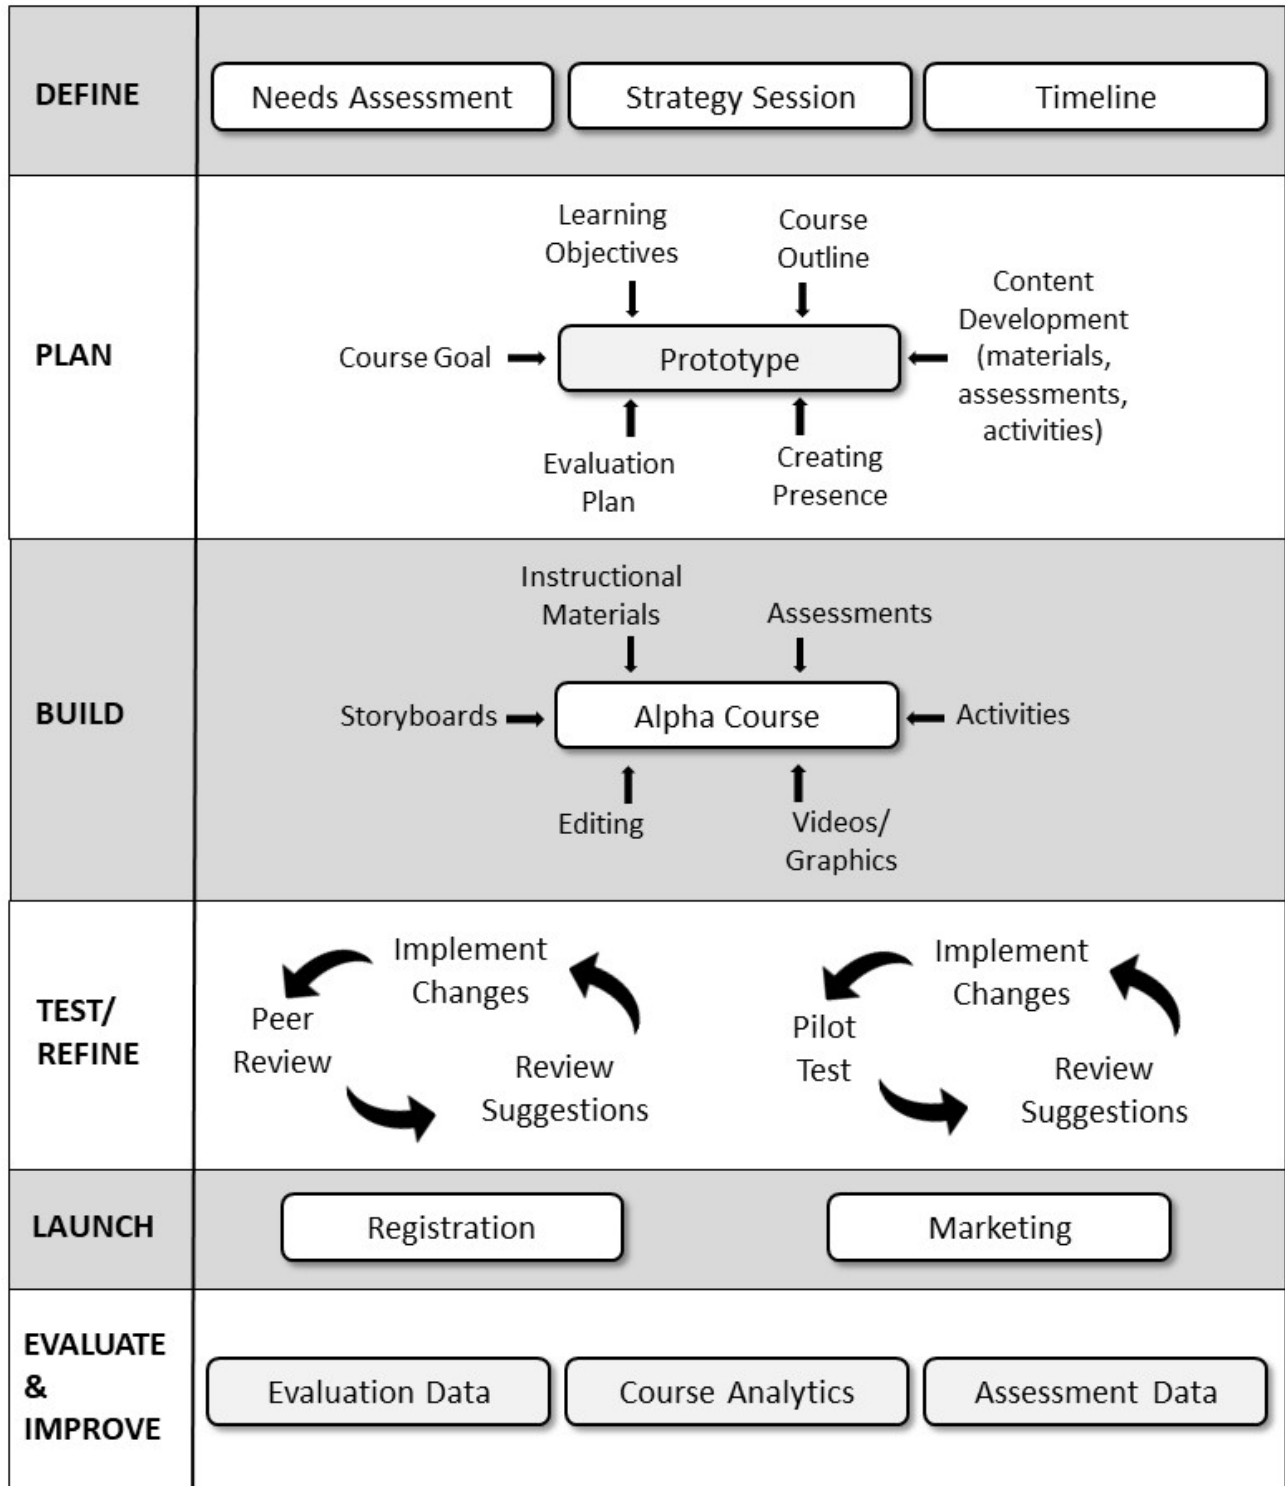 DEFINE
Needs Assessment
Strategy Session
Timeline
PLAN
Learning
Objectives
Course
Outline
Content
Development
(materials,
assessments,
activities)
Course Goal
Prototype
Evaluation
Plan
Creating
Presence
BUILD
Instructional
Materials
Assessments
Storyboards
Alpha Course
Activities
Editing
Videos/
Graphics
TEST/
REFINE
Implement
Changes
Peer
Review
Review
Suggestions
Implement
Changes
Pilot
Test
Review
Suggestions
LAUNCH
Registration
Marketing
EVALUATE
&
IMPROVE
Evaluation Data
Course Analytics
Assessment Data